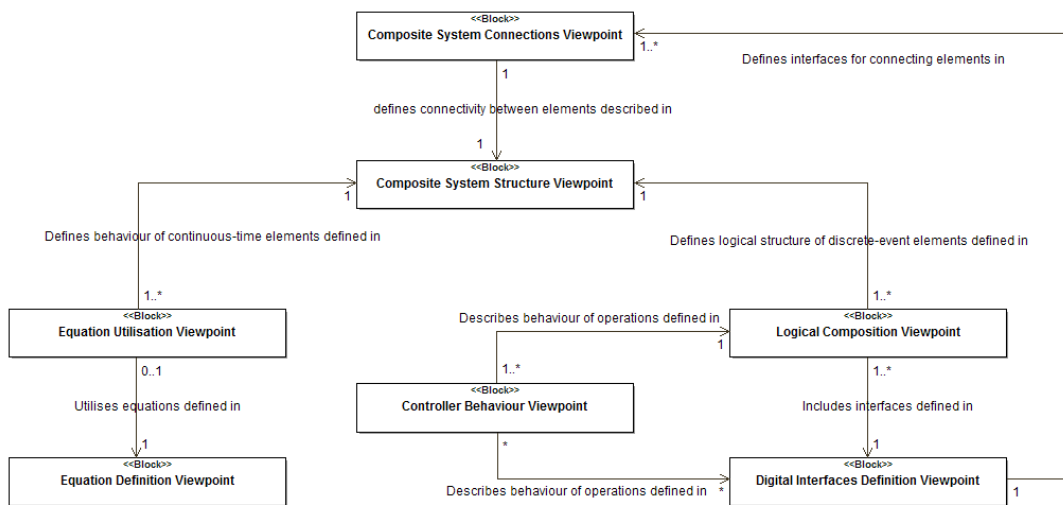 <<Block>>
Composite System Connections Viewpoint
1..*
Defines interfaces for connecting elements in
1
defines connectivity between elements described in
1
<<Block>>
Composite System Structure Viewpoint
1
1
Defines behaviour of continuous-time elements defined in
Defines logical structure of discrete-event elements defined in
1..*
1..*
<<Block>>
Equation Utilisation Viewpoint
Describes behaviour of operations defined in
1
<<Block>>
Logical Composition Viewpoint
0..1
1..*
1..*
Utilises equations defined in
<<Block>>
Controller Behaviour Viewpoint
Includes interfaces defined in
1
*
1
<<Block>>
Equation Definition Viewpoint
Describes behaviour of operations defined in
*
<<Block>>
Digital Interfaces Definition Viewpoint
1